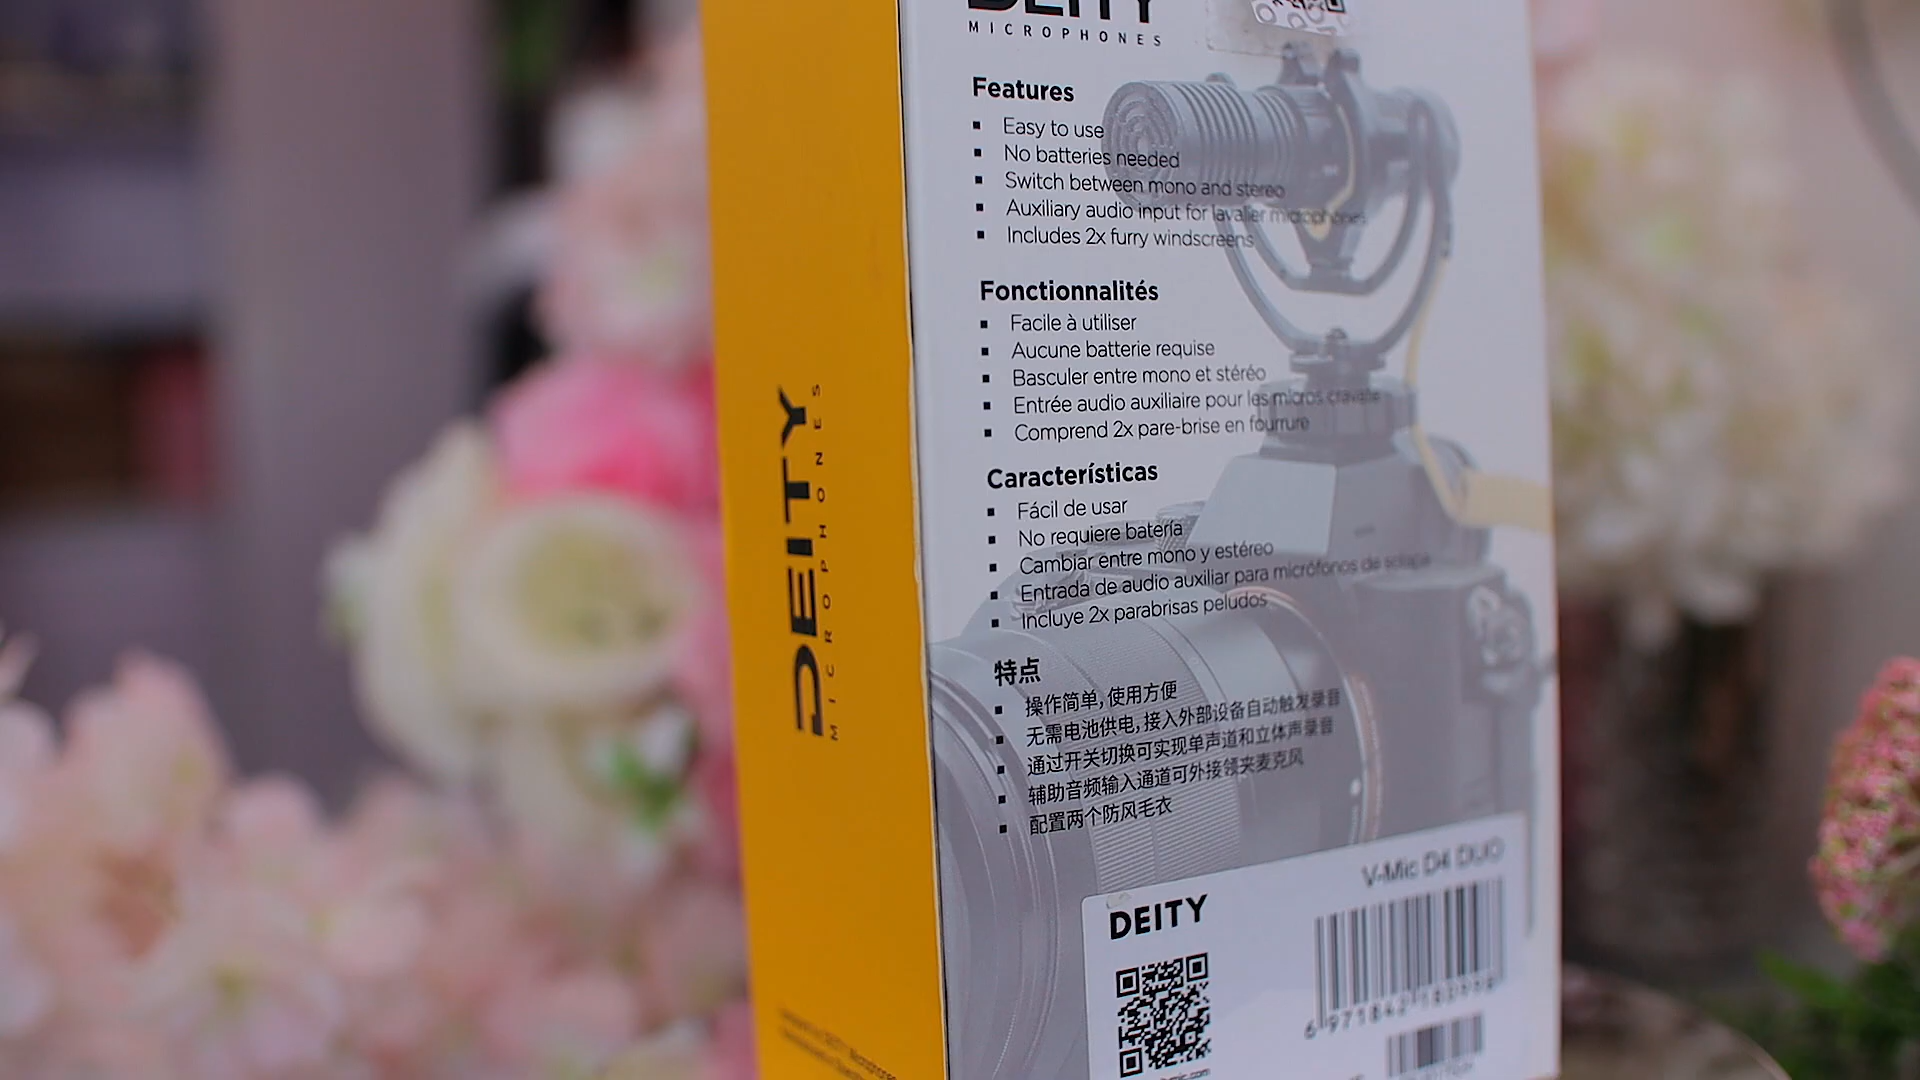 DEITY
MICROPHONES
DEITY
MICROPHONES
Features
▪ Easy to use
▪ No batteries needed
▪ Switch between mono and stereo
▪ Auxiliary audio input for lavalier microphones
▪ Includes 2x furry windscreens
Fonctionnalités
▪ Facile à utiliser
▪ Aucune batterie requise
▪ Basculer entre mono et stéréo
▪ Entrée audio auxiliaire pour les micros cravate
▪ Comprend 2x pare-brise en fourrure
Características
▪ Fácil de usar
▪ No requiere batería
▪ Cambiar entre mono y estéreo
▪ Entrada de audio auxiliar para micrófonos de solapa
▪ Incluye 2x parabrisas peludos
特点
▪ 操作简单,使用方便
▪ 无需电池供电,接入外部设备自动触发录音
▪ 通过开关切换可实现单声道和立体声录音
▪ 辅助音频输入通道可外接领夹麦克风
▪ 配置两个防风毛衣
V-Mic D4 DUO
DEITY